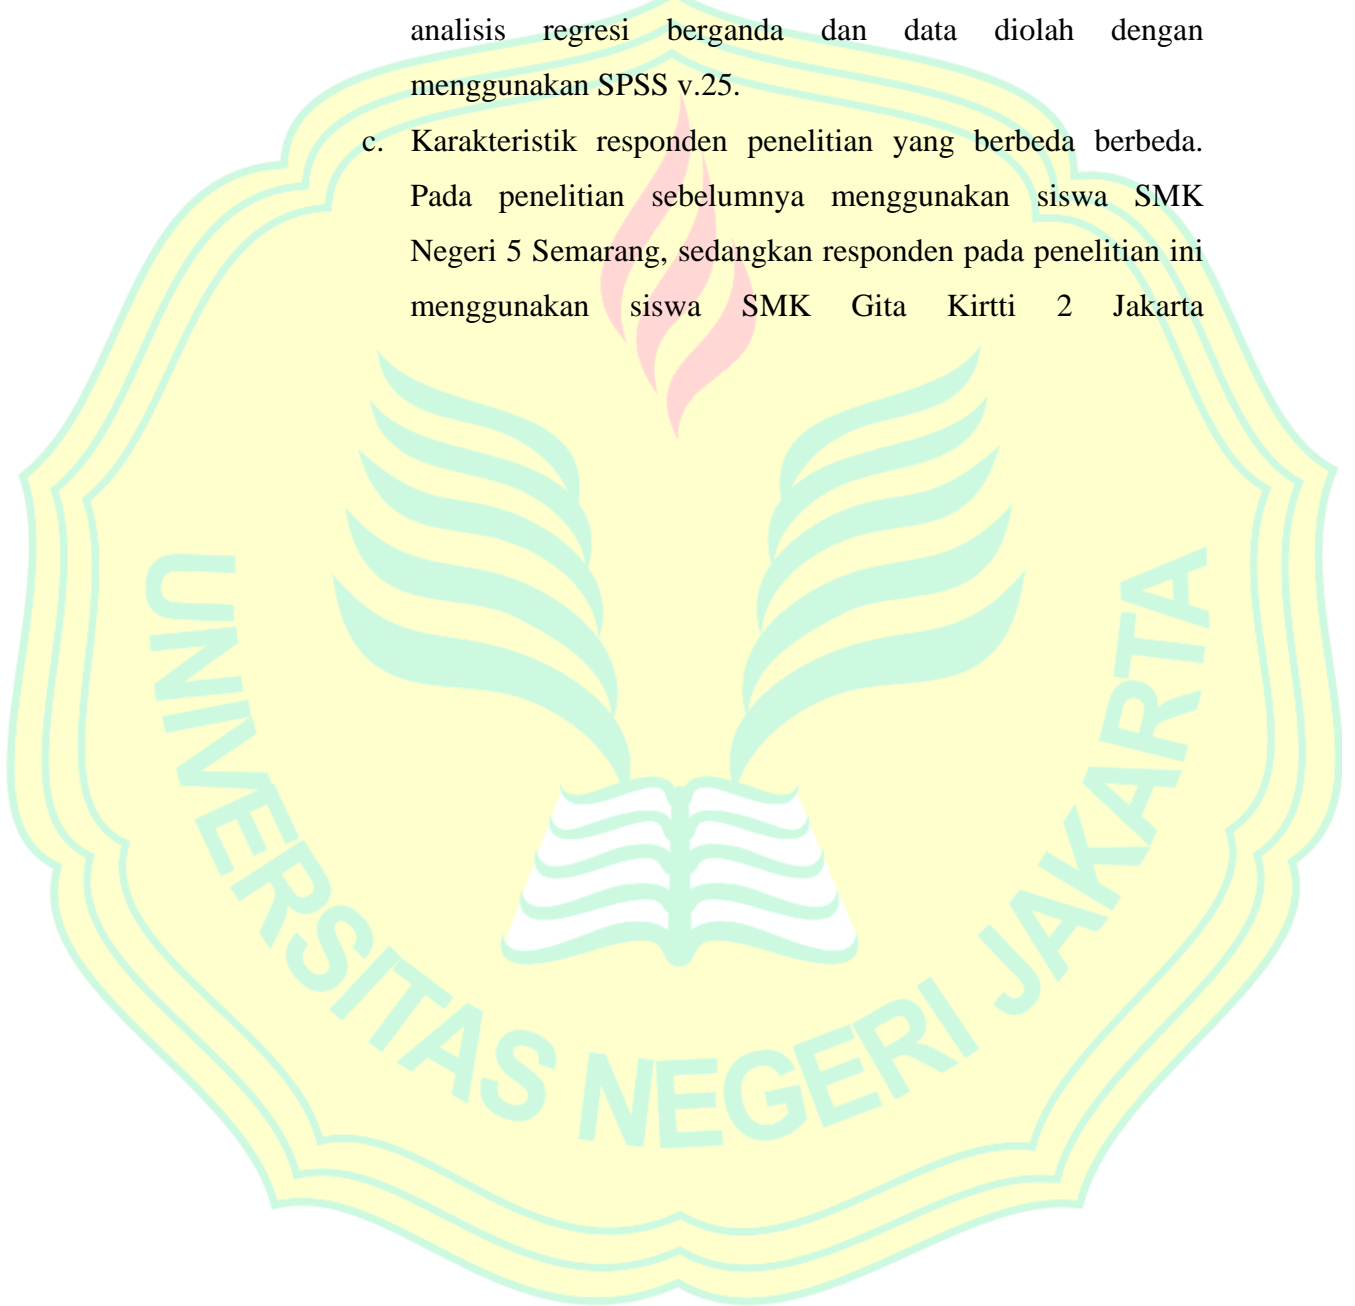 analisis regresi berganda dan data diolah dengan
menggunakan SPSS v.25.
c. Karakteristik responden penelitian yang berbeda berbeda.
Pada penelitian sebelumnya menggunakan siswa SMK
Negeri 5 Semarang, sedangkan responden pada penelitian ini
menggunakan siswa SMK Gita Kirtti 2 Jakarta
UNIVERSITAS NEGERI JAKARTA